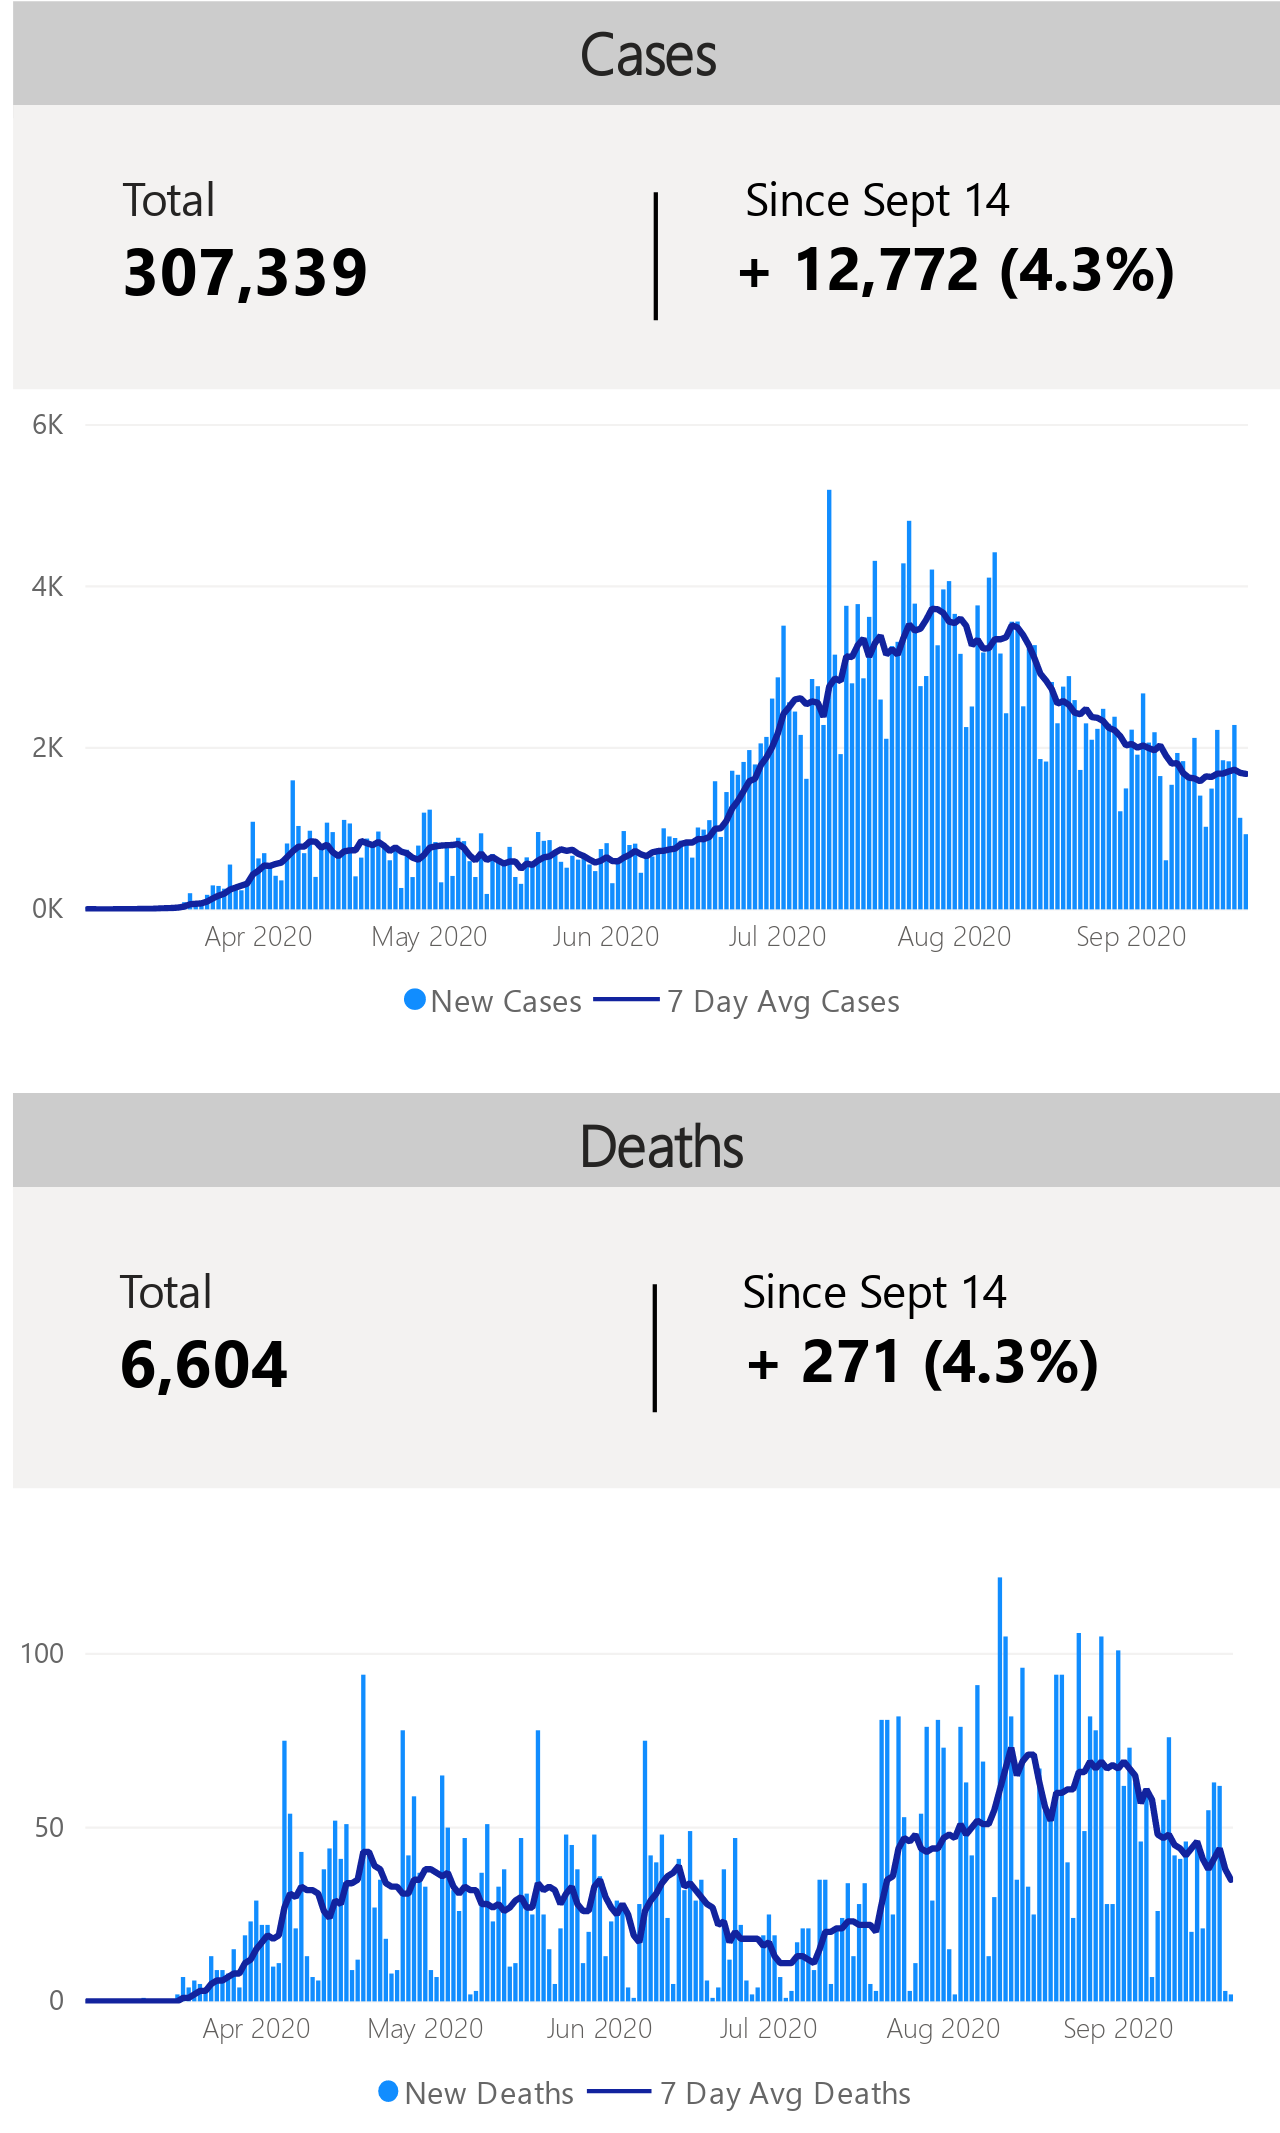 Cases
Total
Since Sept 14
307,339
+ 12,772 (4.3%)
6K
4K
2K
0K
Apr 2020 May 2020 Jun 2020 Jul 2020 Aug 2020 Sep 2020
New Cases 7 Day Avg Cases
Deaths
Total
Since Sept 14
6,604
+ 271 (4.3%)
100
50
0
Apr 2020 May 2020 Jun 2020 Jul 2020 Aug 2020 Sep 2020
New Deaths 7 Day Avg Deaths